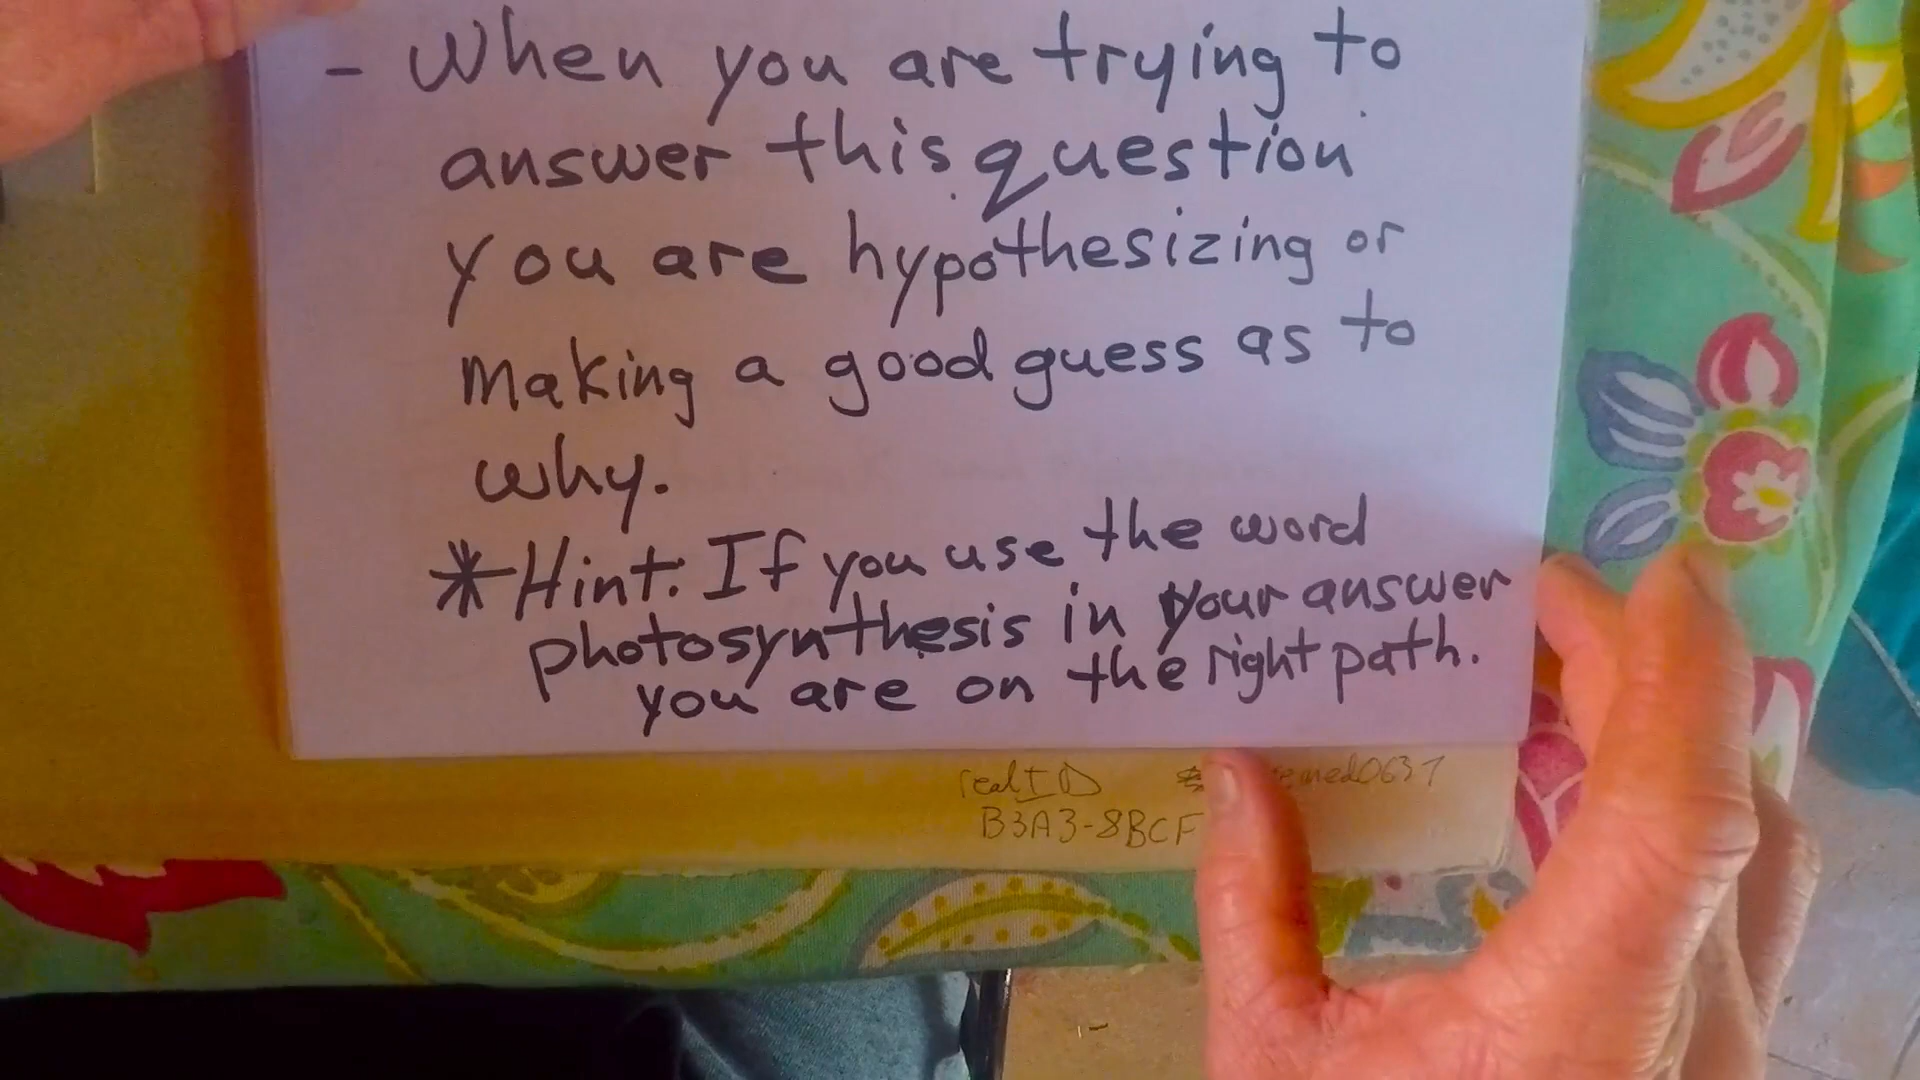 - When you are trying to
answer this question
you are hypothesizing or
making a good guess as to
why.
*Hint: If you use the word
photosynthesis in your answer
you are on the right path.
real ID
B3A3-8BCF